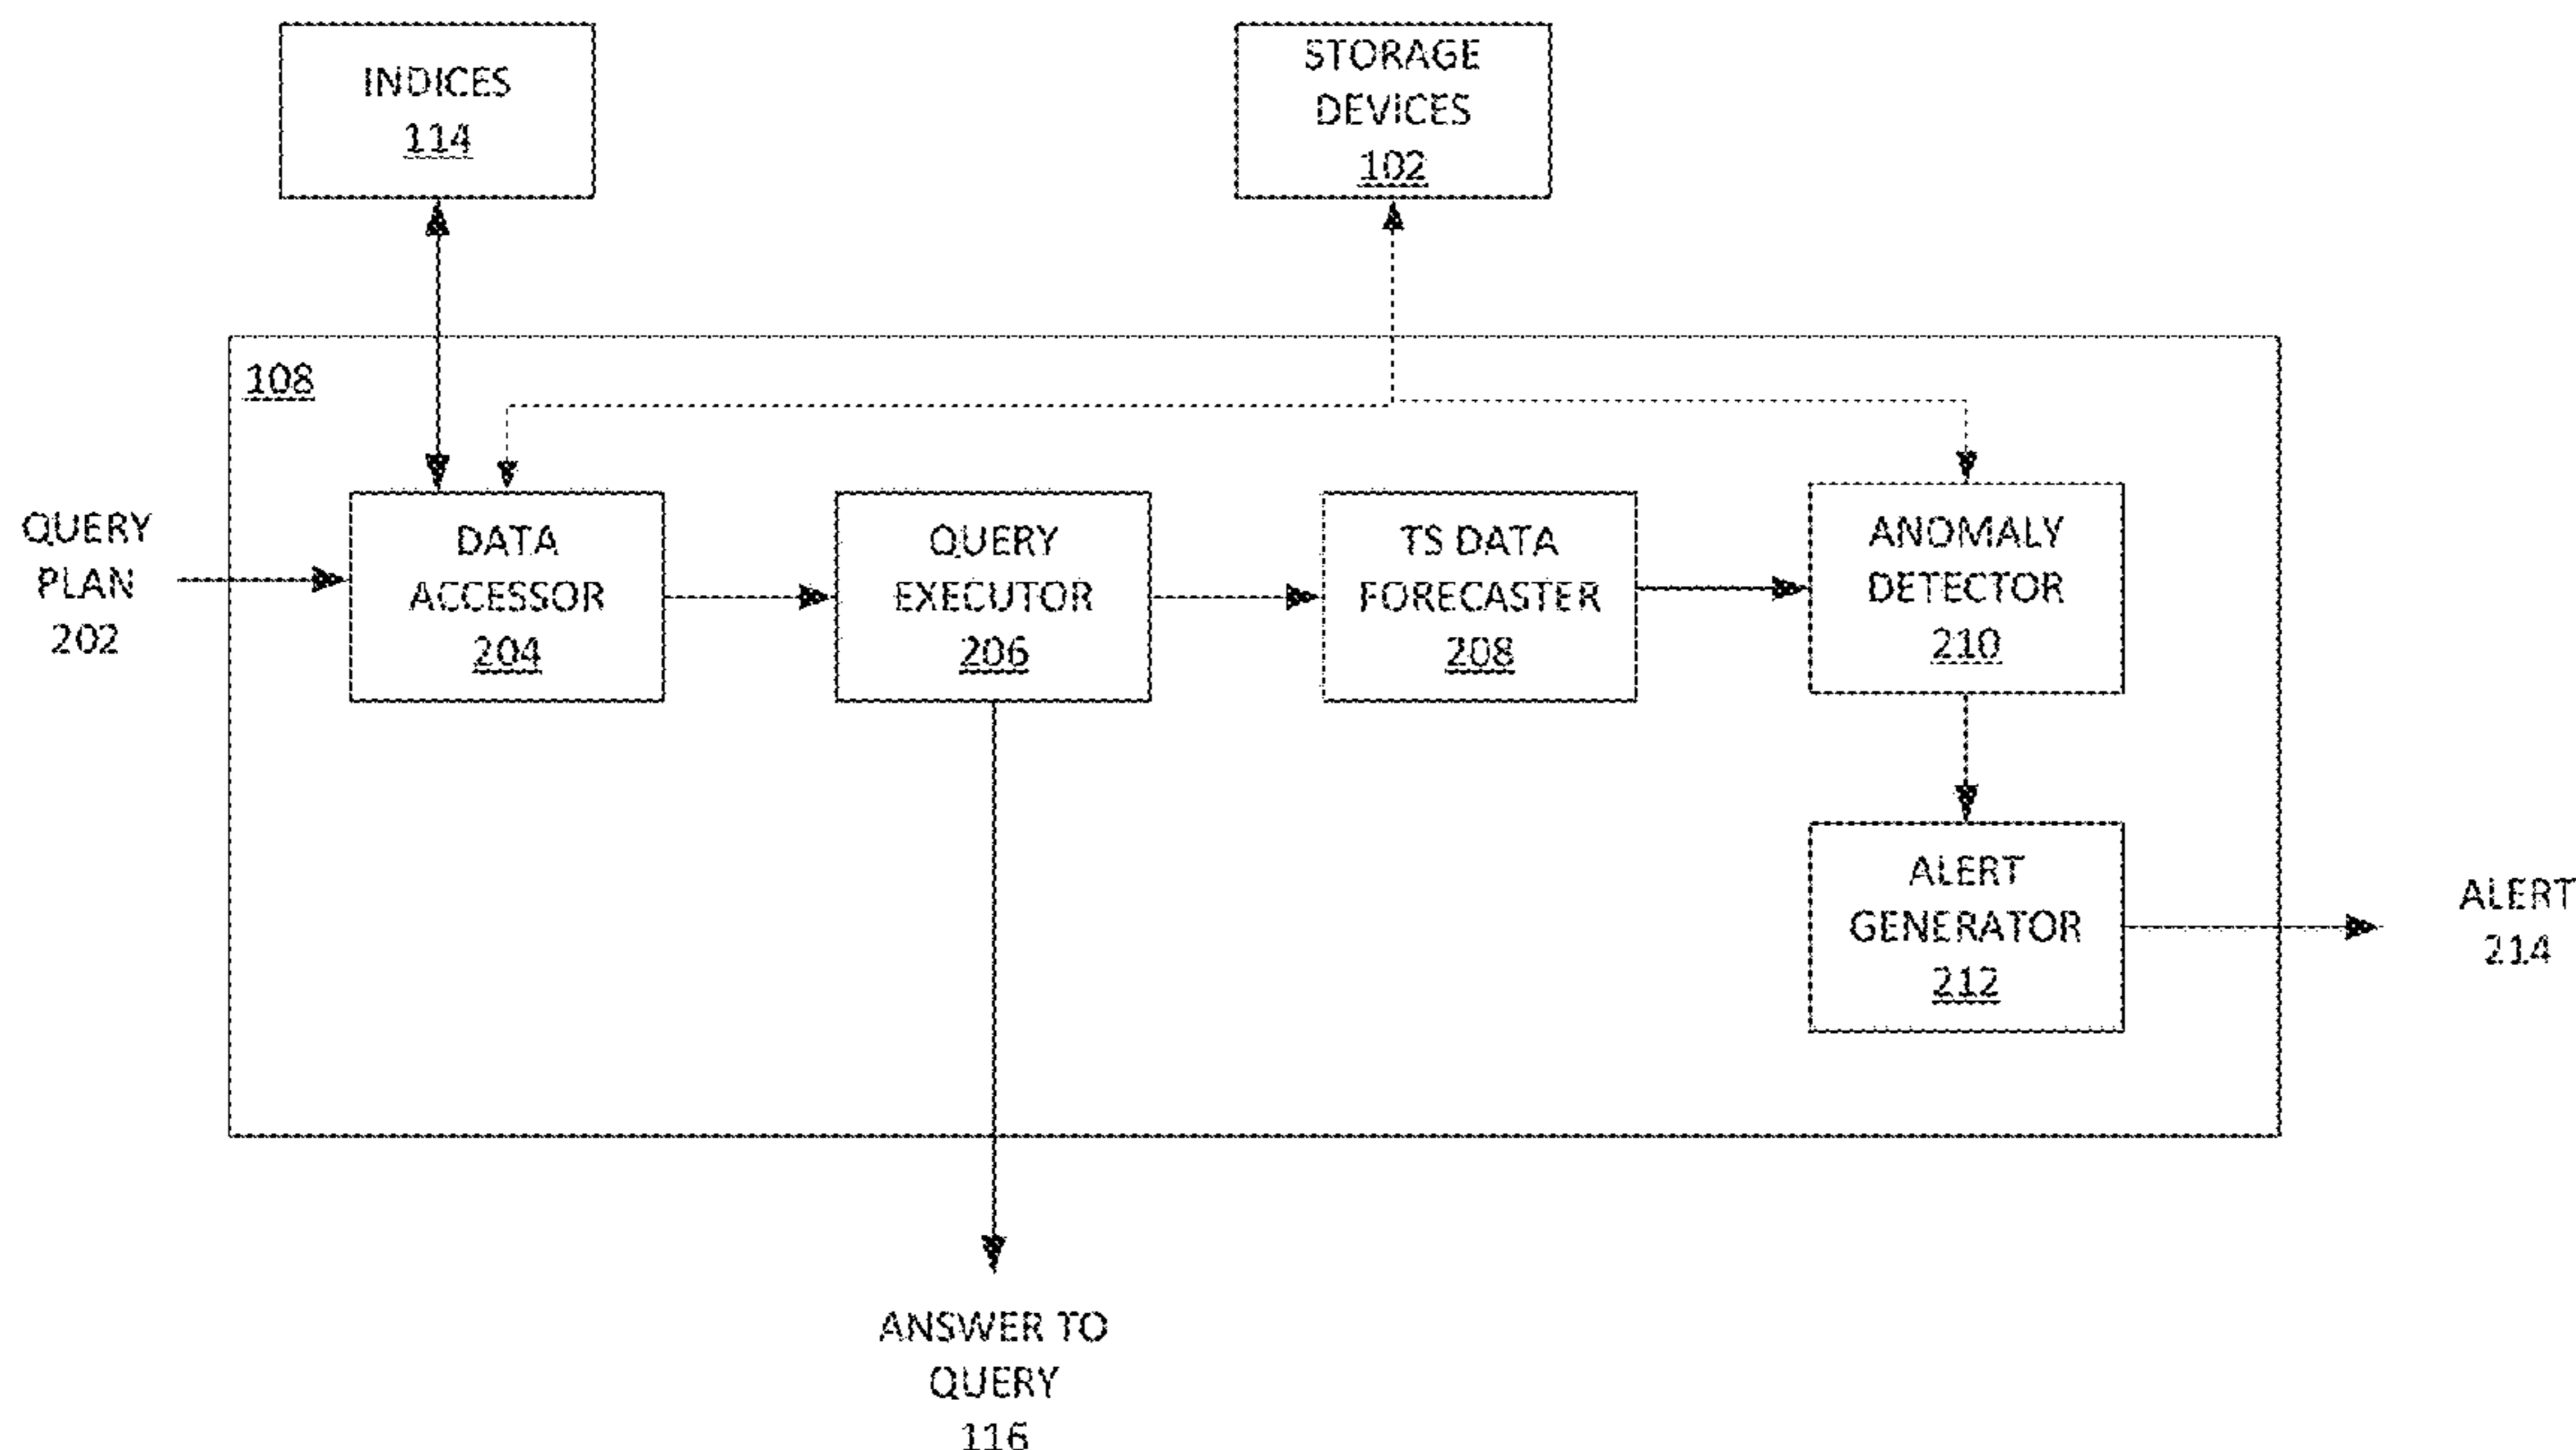 INDICES
114
STORAGE
DEVICES
102
108
QUERY
PLAN
202
DATA
ACCESSOR
204
QUERY
EXECUTOR
206
TS DATA
FORECASTER
208
ANOMALY
DETECTOR
210
ALERT
GENERATOR
212
ALERT
214
ANSWER TO
QUERY
116